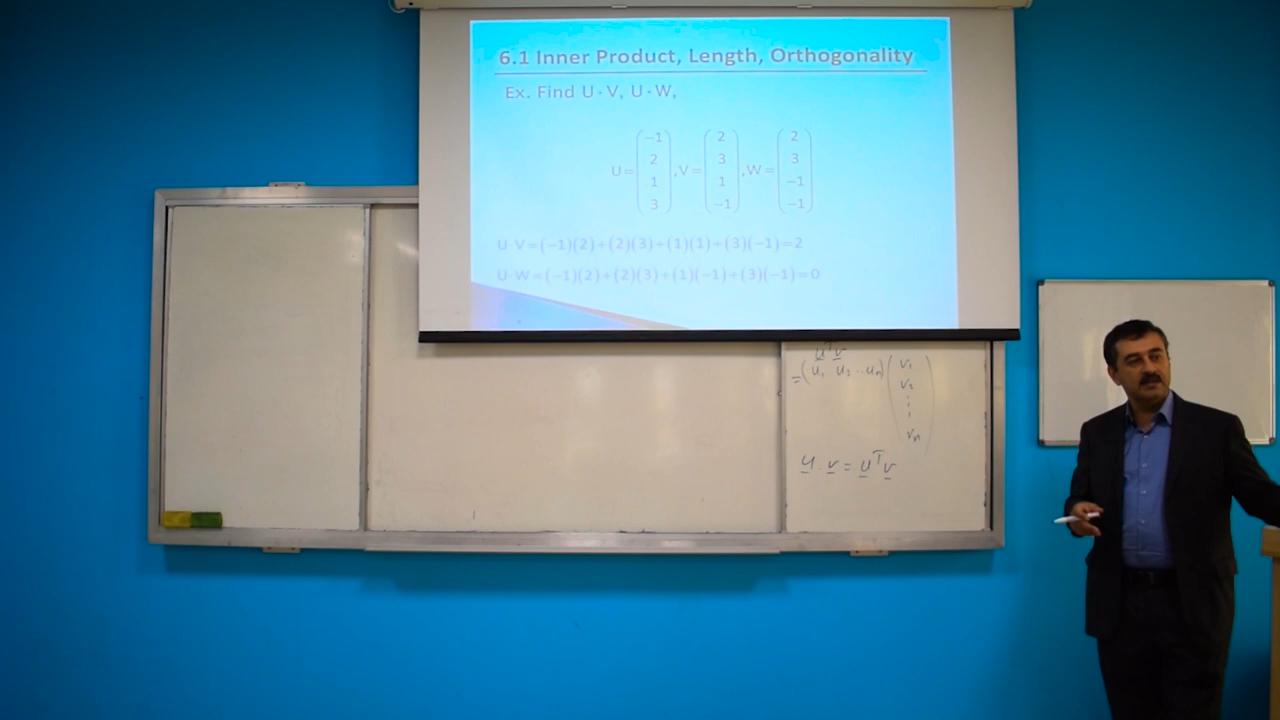 6.1 Inner Product, Length, Orthogonality
Ex. Find U·V, U·W,
U=(−1 2 1 3), V=(2 3 1 −1), W=(2 3 −1 −1)
U·V=(−1)(2)+(2)(3)+(1)(1)+(3)(−1)=2
U·W=(−1)(2)+(2)(3)+(1)(−1)+(3)(−1)=0
uᵀv
=(u₁ u₂ ...uₙ)(v₁ v₂ ⋮ vₙ)
u·v=uᵀv